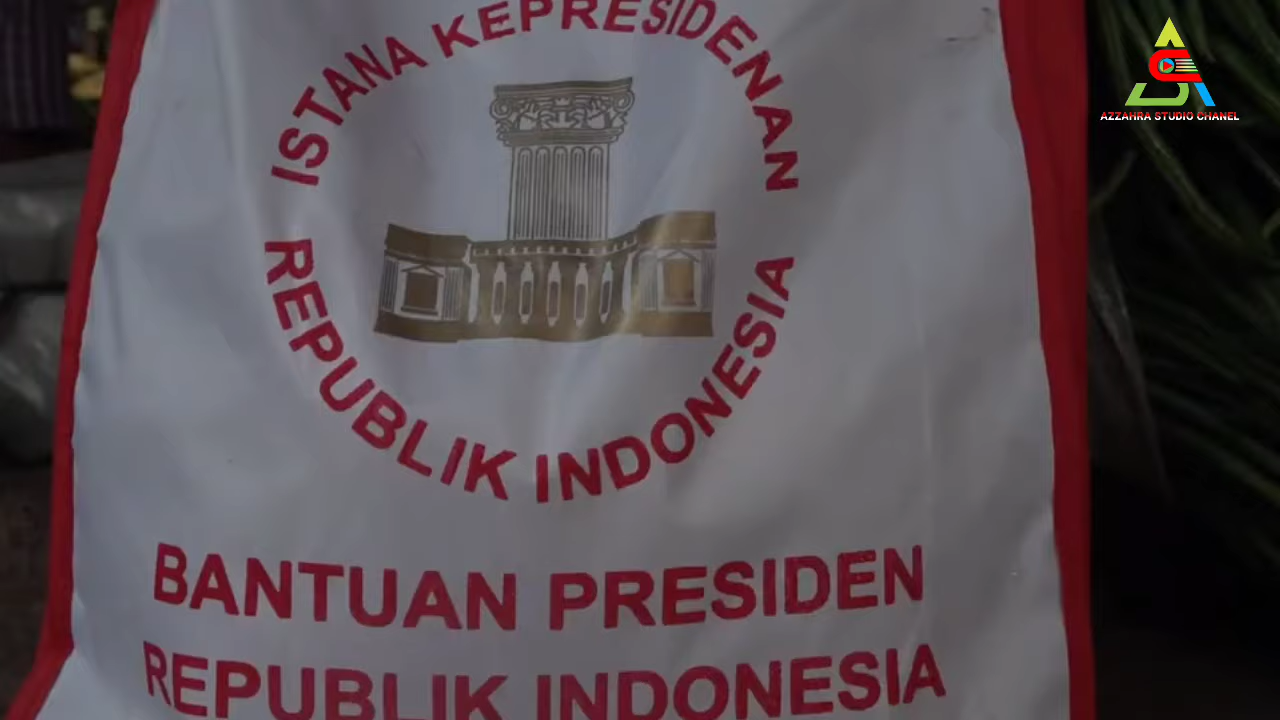 ISTANA KEPRESIDENAN
REPUBLIK INDONESIA
BANTUAN PRESIDEN
REPUBLIK INDONESIA
AZZAHRA STUDIO CHANEL